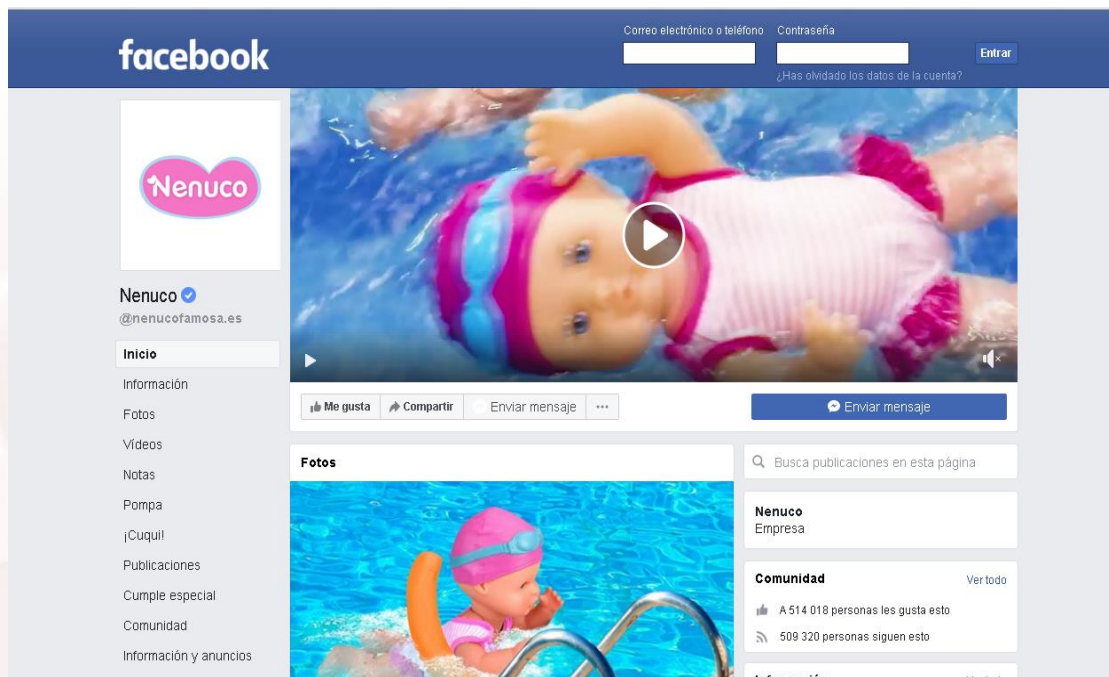 facebook
Correo electrónico o teléfono
Contraseña
Entrar
¿Has olvidado los datos de la cuenta?
Nenuco
Nenuco
@nenucofamosa.es
Inicio
Información
Fotos
Vídeos
Notas
Pompa
¡Cuqui!
Publicaciones
Cumple especial
Comunidad
Información y anuncios
Me gusta
Compartir
Enviar mensaje
Enviar mensaje
Fotos
Busca publicaciones en esta página
Nenuco
Empresa
Comunidad
Ver todo
A 514 018 personas les gusta esto
509 320 personas siguen esto